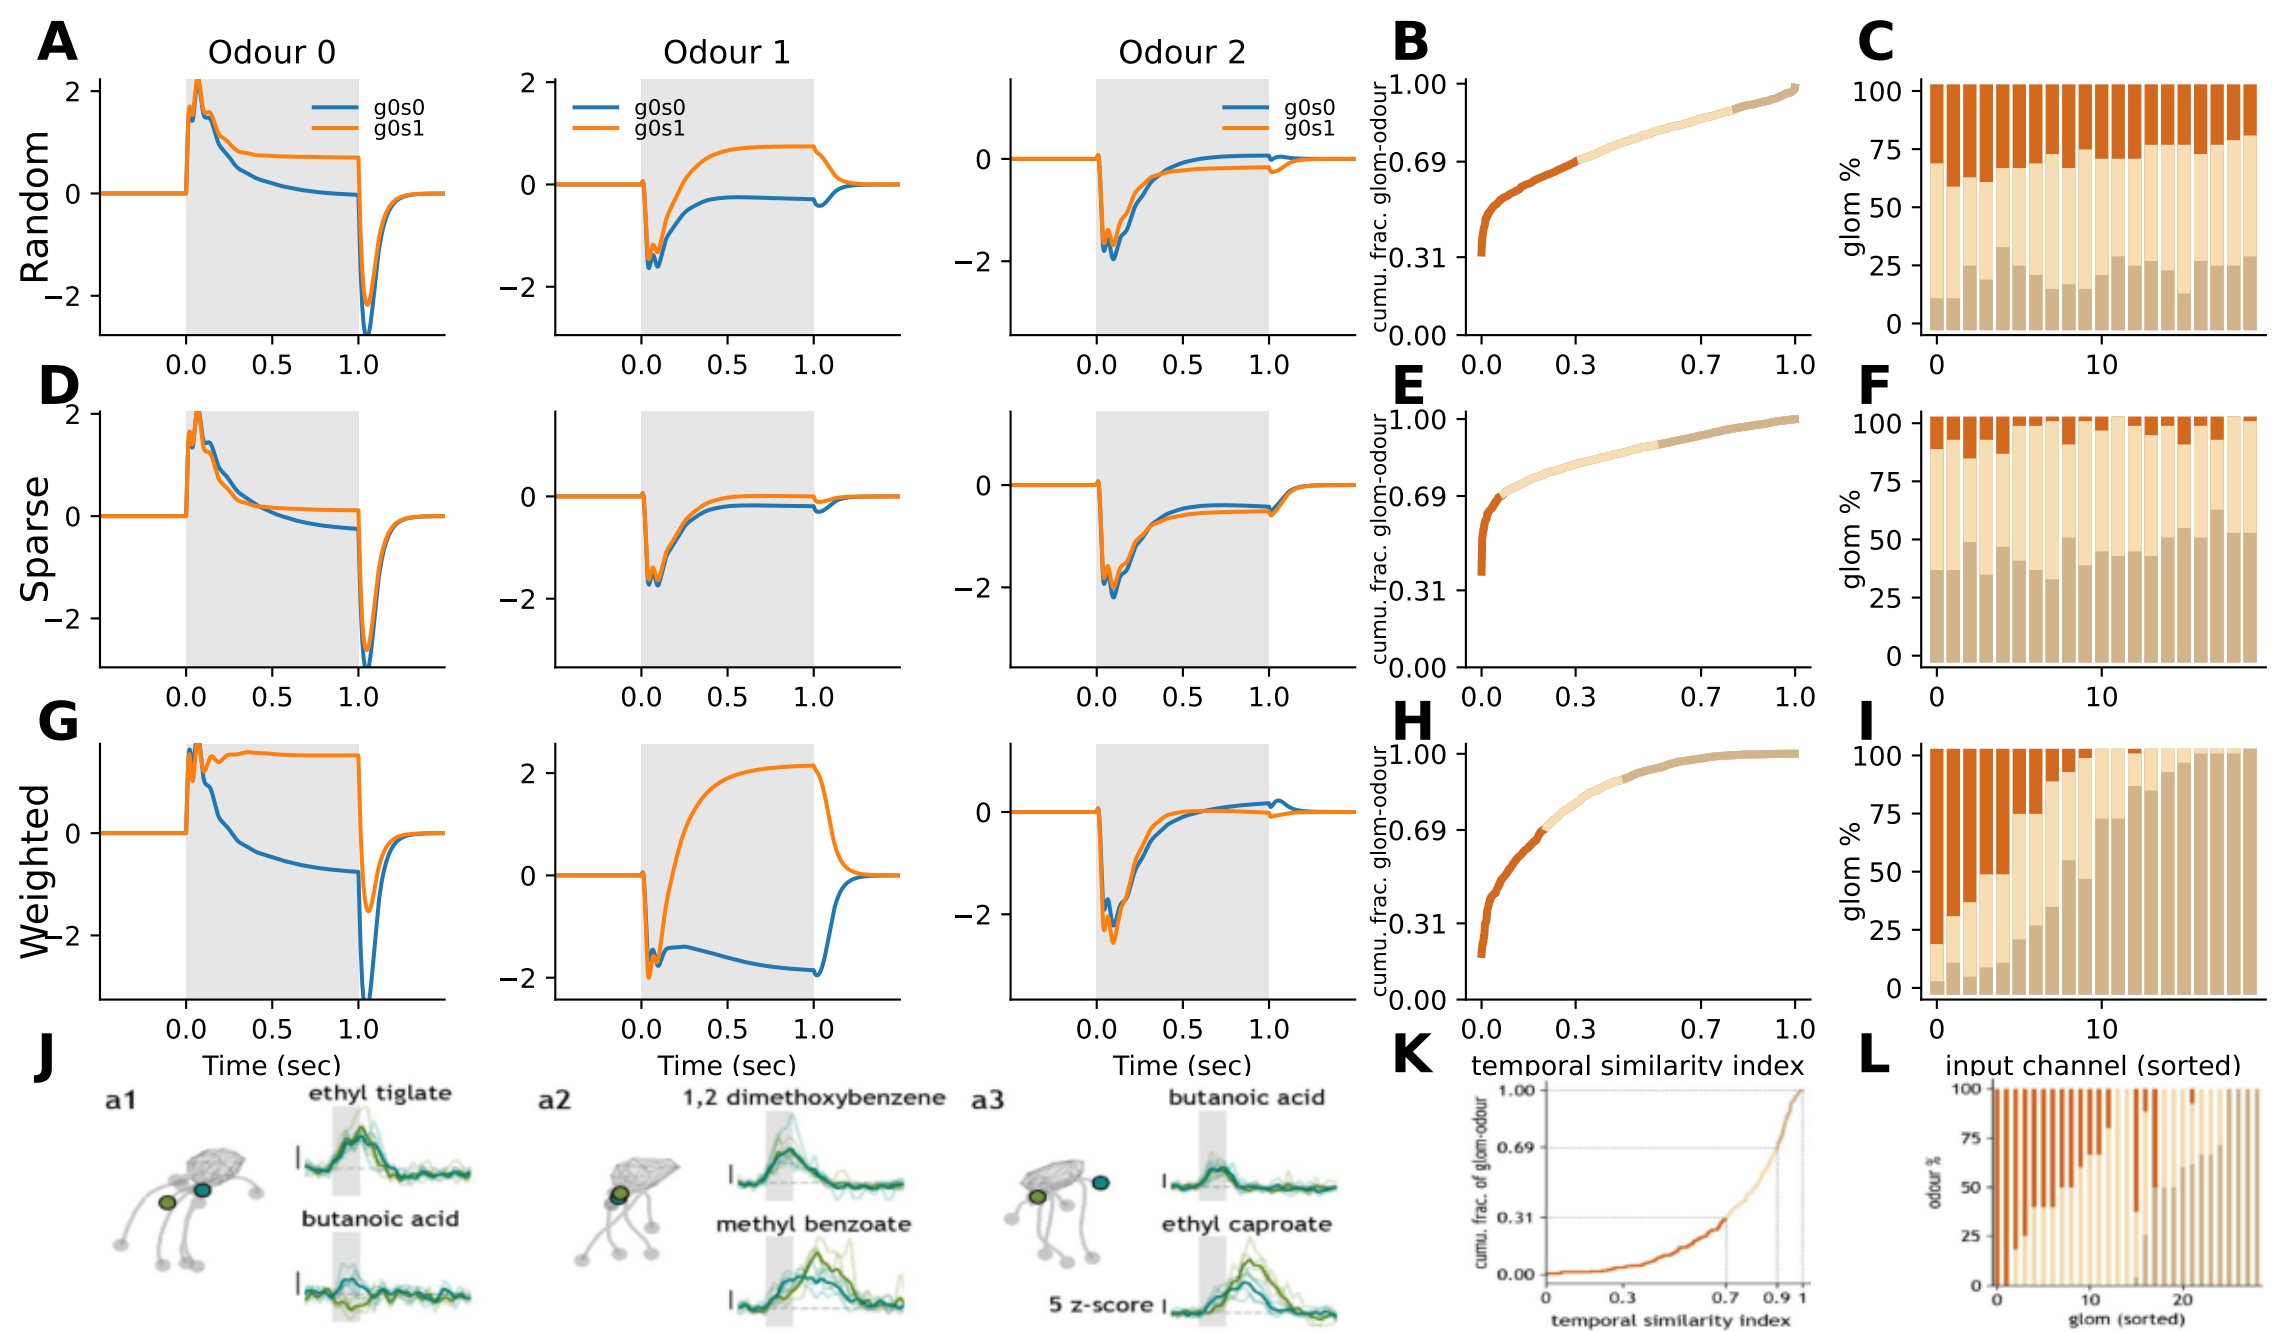 A
Odour 0
Odour 1
Odour 2
B
C
Random
2
0
−2
g0s0
g0s1
0.0
0.5
1.0
2
0
−2
g0s0
g0s1
0.0
0.5
1.0
0
−2
g0s0
g0s1
0.0
0.5
1.0
cumu. frac. glom-odour
1.00
0.69
0.31
0.00
0.0
0.3
0.7
1.0
glom %
100
75
50
25
0
0
10
D
E
F
Sparse
2
0
−2
0.0
0.5
1.0
0
−2
0.0
0.5
1.0
0
−2
0.0
0.5
1.0
cumu. frac. glom-odour
1.00
0.69
0.31
0.00
0.0
0.3
0.7
1.0
glom %
100
75
50
25
0
0
10
G
H
I
Weighted
0
−2
0.0
0.5
1.0
Time (sec)
2
0
−2
0.0
0.5
1.0
Time (sec)
0
−2
0.0
0.5
1.0
Time (sec)
cumu. frac. glom-odour
1.00
0.69
0.31
0.00
0.0
0.3
0.7
1.0
temporal similarity index
glom %
100
75
50
25
0
0
10
input channel (sorted)
J
a1
ethyl tiglate
butanoic acid
a2
1,2 dimethoxybenzene
methyl benzoate
a3
butanoic acid
ethyl caproate
5 z-score
K
cumu. frac. of glom-odour
1.00
0.69
0.31
0.00
0
0.3
0.7
0.9
1
temporal similarity index
L
odour %
100
75
50
25
0
0
10
20
glom (sorted)